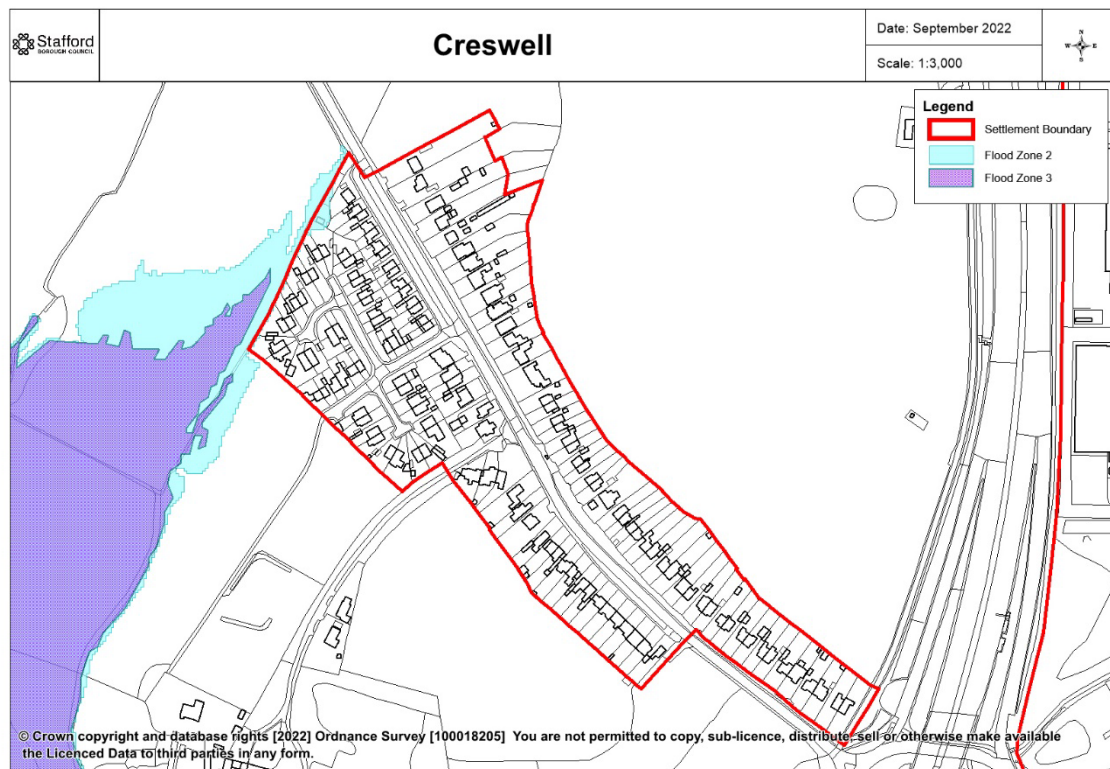 Stafford
BOROUGH COUNCIL
Creswell
Date: September 2022
Scale: 1:3,000
N
W E
S
Legend
Settlement Boundary
Flood Zone 2
Flood Zone 3
© Crown copyright and database rights [2022] Ordnance Survey [100018205] You are not permitted to copy, sub-licence, distribute, sell or otherwise make available
the Licenced Data to third parties in any form.